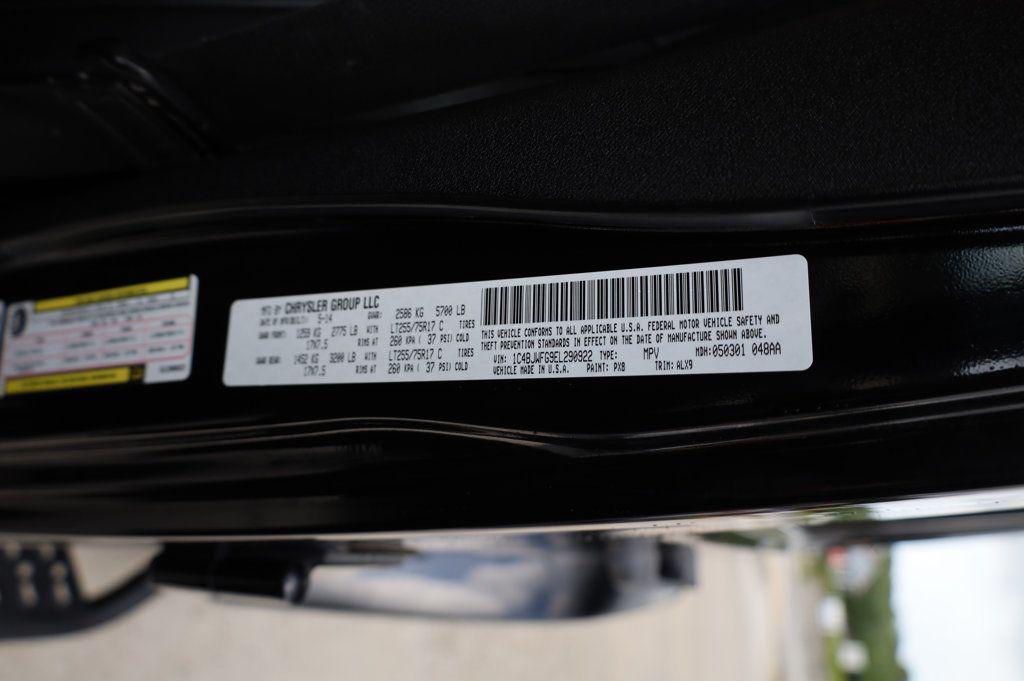 MFD BY CHRYSLER GROUP LLC
DATE OF MFR: 5-14 GVWR: 2586 KG 5700 LB
GAWR FRONT: 1259 KG 2775 LB WITH LT255/75R17 C TIRES
17X7.5 RIMS AT 260 KPA ( 37 PSI) COLD
GAWR REAR: 1452 KG 3200 LB WITH LT255/75R17 C TIRES
17X7.5 RIMS AT 260 KPA ( 37 PSI) COLD
THIS VEHICLE CONFORMS TO ALL APPLICABLE U.S.A. FEDERAL MOTOR VEHICLE SAFETY AND
THEFT PREVENTION STANDARDS IN EFFECT ON THE DATE OF MANUFACTURE SHOWN ABOVE.
VIN: 1C4BJWFG9EL290922 TYPE: MPV MDH: 050301 048AA
VEHICLE MADE IN U.S.A. PAINT: PX8 TRIM: ALX9